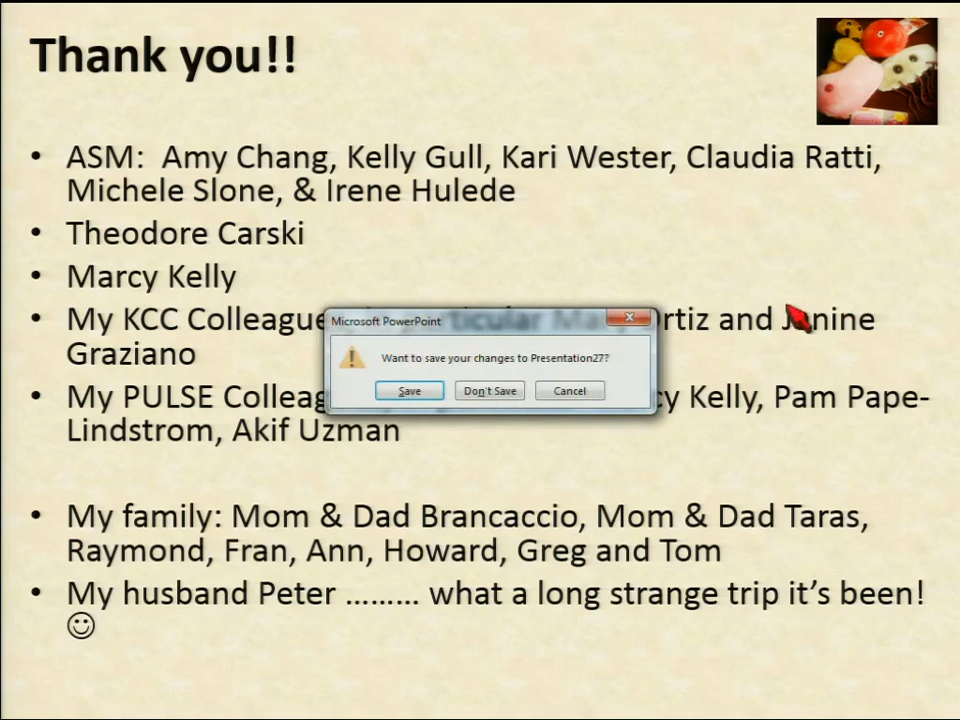 Thank you!!
• ASM:  Amy Chang, Kelly Gull, Kari Wester, Claudia Ratti,
Michele Slone, & Irene Hulede
• Theodore Carski
• Marcy Kelly
• My KCC Colleague Ortiz and Janine
Graziano
• My PULSE Colleag Kelly, Pam Pape-
Lindstrom, Akif Uzman
Microsoft PowerPoint
Want to save your changes to Presentation27?
Save Don't Save Cancel
• My family: Mom & Dad Brancaccio, Mom & Dad Taras,
Raymond, Fran, Ann, Howard, Greg and Tom
• My husband Peter ……… what a long strange trip it’s been!
☺